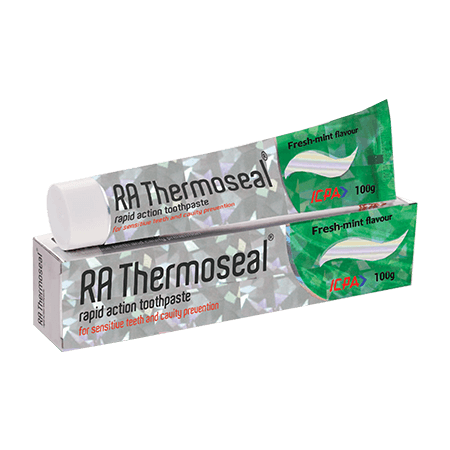 RA Thermoseal®
rapid action toothpaste
for sensitive teeth and cavity prevention
Fresh-mint flavour
ICPA
100g
RA Thermoseal®
rapid action toothpaste
for sensitive teeth and cavity prevention
Fresh-mint flavour
ICPA
100g